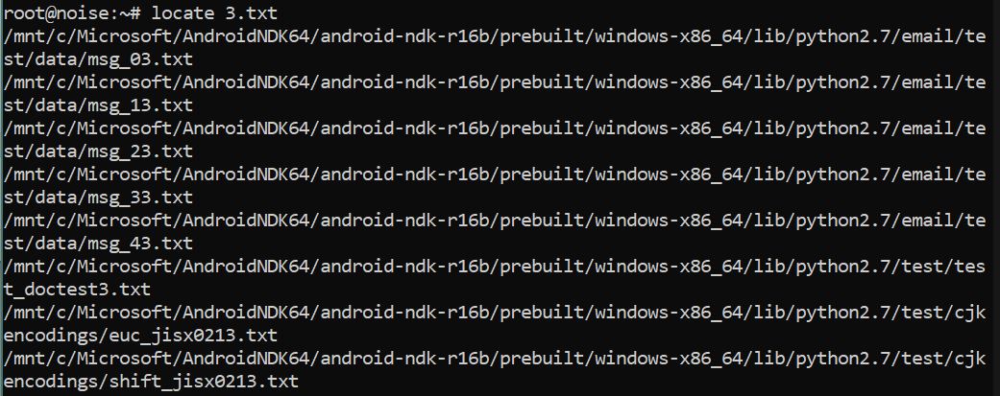 root@noise:~# locate 3.txt
/mnt/c/Microsoft/AndroidNDK64/android-ndk-r16b/prebuilt/windows-x86_64/lib/python2.7/email/te
st/data/msg_03.txt
/mnt/c/Microsoft/AndroidNDK64/android-ndk-r16b/prebuilt/windows-x86_64/lib/python2.7/email/te
st/data/msg_13.txt
/mnt/c/Microsoft/AndroidNDK64/android-ndk-r16b/prebuilt/windows-x86_64/lib/python2.7/email/te
st/data/msg_23.txt
/mnt/c/Microsoft/AndroidNDK64/android-ndk-r16b/prebuilt/windows-x86_64/lib/python2.7/email/te
st/data/msg_33.txt
/mnt/c/Microsoft/AndroidNDK64/android-ndk-r16b/prebuilt/windows-x86_64/lib/python2.7/email/te
st/data/msg_43.txt
/mnt/c/Microsoft/AndroidNDK64/android-ndk-r16b/prebuilt/windows-x86_64/lib/python2.7/test/tes
t_doctest3.txt
/mnt/c/Microsoft/AndroidNDK64/android-ndk-r16b/prebuilt/windows-x86_64/lib/python2.7/test/cjk
encodings/euc_jisx0213.txt
/mnt/c/Microsoft/AndroidNDK64/android-ndk-r16b/prebuilt/windows-x86_64/lib/python2.7/test/cjk
encodings/shift_jisx0213.txt